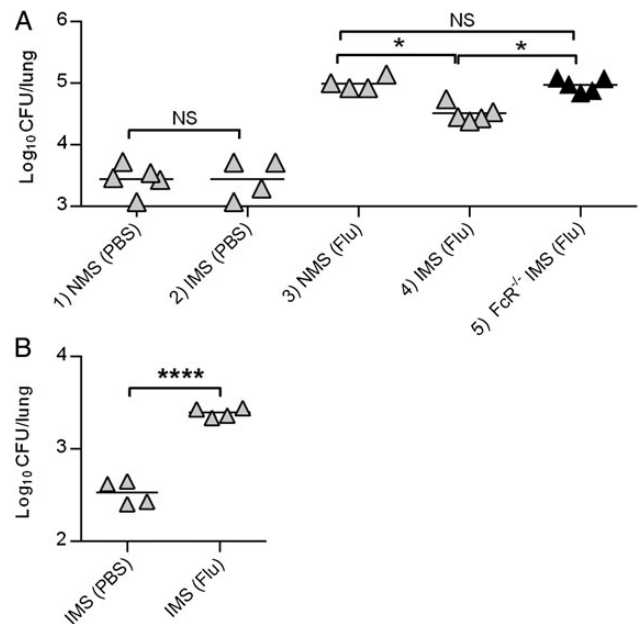 A
6
5
4
3
Log₁₀CFU/lung
NS
NS
*
*
1) NMS (PBS)
2) IMS (PBS)
3) NMS (Flu)
4) IMS (Flu)
5) FcR⁻/⁻ IMS (Flu)
B
4
3
2
Log₁₀CFU/lung
****
IMS (PBS)
IMS (Flu)